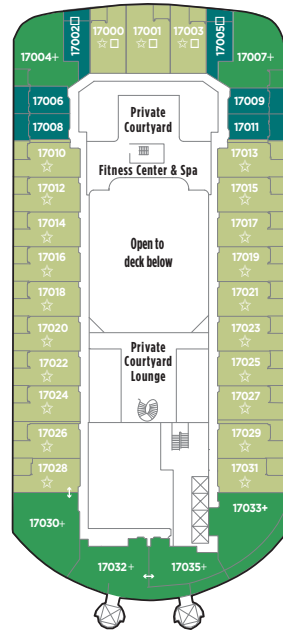 17002□ 17000 17001 17003 17005□
☆□ ☆□ ☆□
17004+ 17007+
17006 17009
17008 17011
Private
Courtyard
17010 17013
☆ ☆
Fitness Center & Spa
17012 17015
☆ ☆
17014 17017
☆ ☆
Open to
deck below
17016 17019
☆ ☆
17018 17021
☆ ☆
17020 17023
☆ ☆
Private
Courtyard
Lounge
17022 17025
☆ ☆
17024 17027
☆ ☆
17026 17029
☆ ☆
17028 17031
☆ ☆
↕
17030+ 17033+
17032+ 17035+
↔